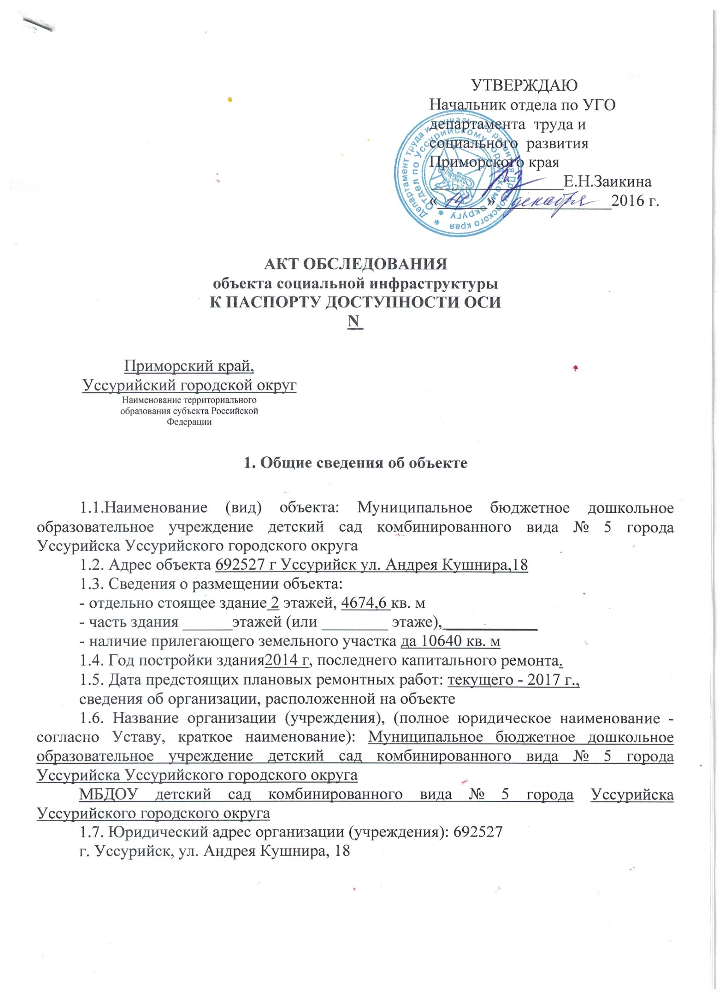 УТВЕРЖДАЮ
Начальник отдела по УГО
департамента труда и
социального развития
Приморского края
________________Е.Н.Заикина
«14» декабря 2016 г.
Департамент труда и социального развития Приморского края *
Отдел по Уссурийскому городскому округу *
АКТ ОБСЛЕДОВАНИЯ
объекта социальной инфраструктуры
К ПАСПОРТУ ДОСТУПНОСТИ ОСИ
N
Приморский край,
Уссурийский городской округ
Наименование территориального
образования субъекта Российской
Федерации
1. Общие сведения об объекте
1.1.Наименование (вид) объекта: Муниципальное бюджетное дошкольное
образовательное учреждение детский сад комбинированного вида № 5 города
Уссурийска Уссурийского городского округа
1.2. Адрес объекта 692527 г Уссурийск ул. Андрея Кушнира,18
1.3. Сведения о размещении объекта:
- отдельно стоящее здание 2 этажей, 4674,6 кв. м
- часть здания ______этажей (или ________ этаже),____________
- наличие прилегающего земельного участка да 10640 кв. м
1.4. Год постройки здания2014 г, последнего капитального ремонта.
1.5. Дата предстоящих плановых ремонтных работ: текущего - 2017 г.,
сведения об организации, расположенной на объекте
1.6. Название организации (учреждения), (полное юридическое наименование -
согласно Уставу, краткое наименование): Муниципальное бюджетное дошкольное
образовательное учреждение детский сад комбинированного вида № 5 города
Уссурийска Уссурийского городского округа
МБДОУ детский сад комбинированного вида № 5 города Уссурийска
Уссурийского городского округа
1.7. Юридический адрес организации (учреждения): 692527
г. Уссурийск, ул. Андрея Кушнира, 18